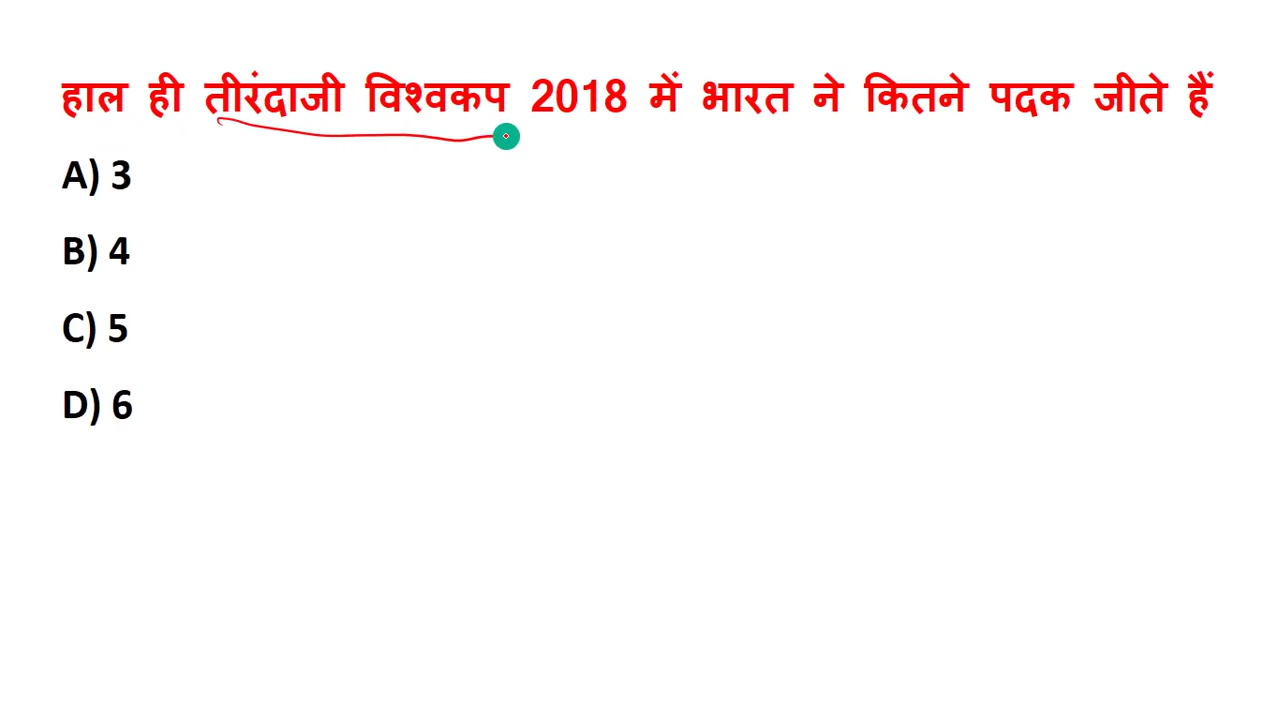 हाल ही तीरंदाजी विश्वकप 2018 में भारत ने कितने पदक जीते हैं
A) 3
B) 4
C) 5
D) 6